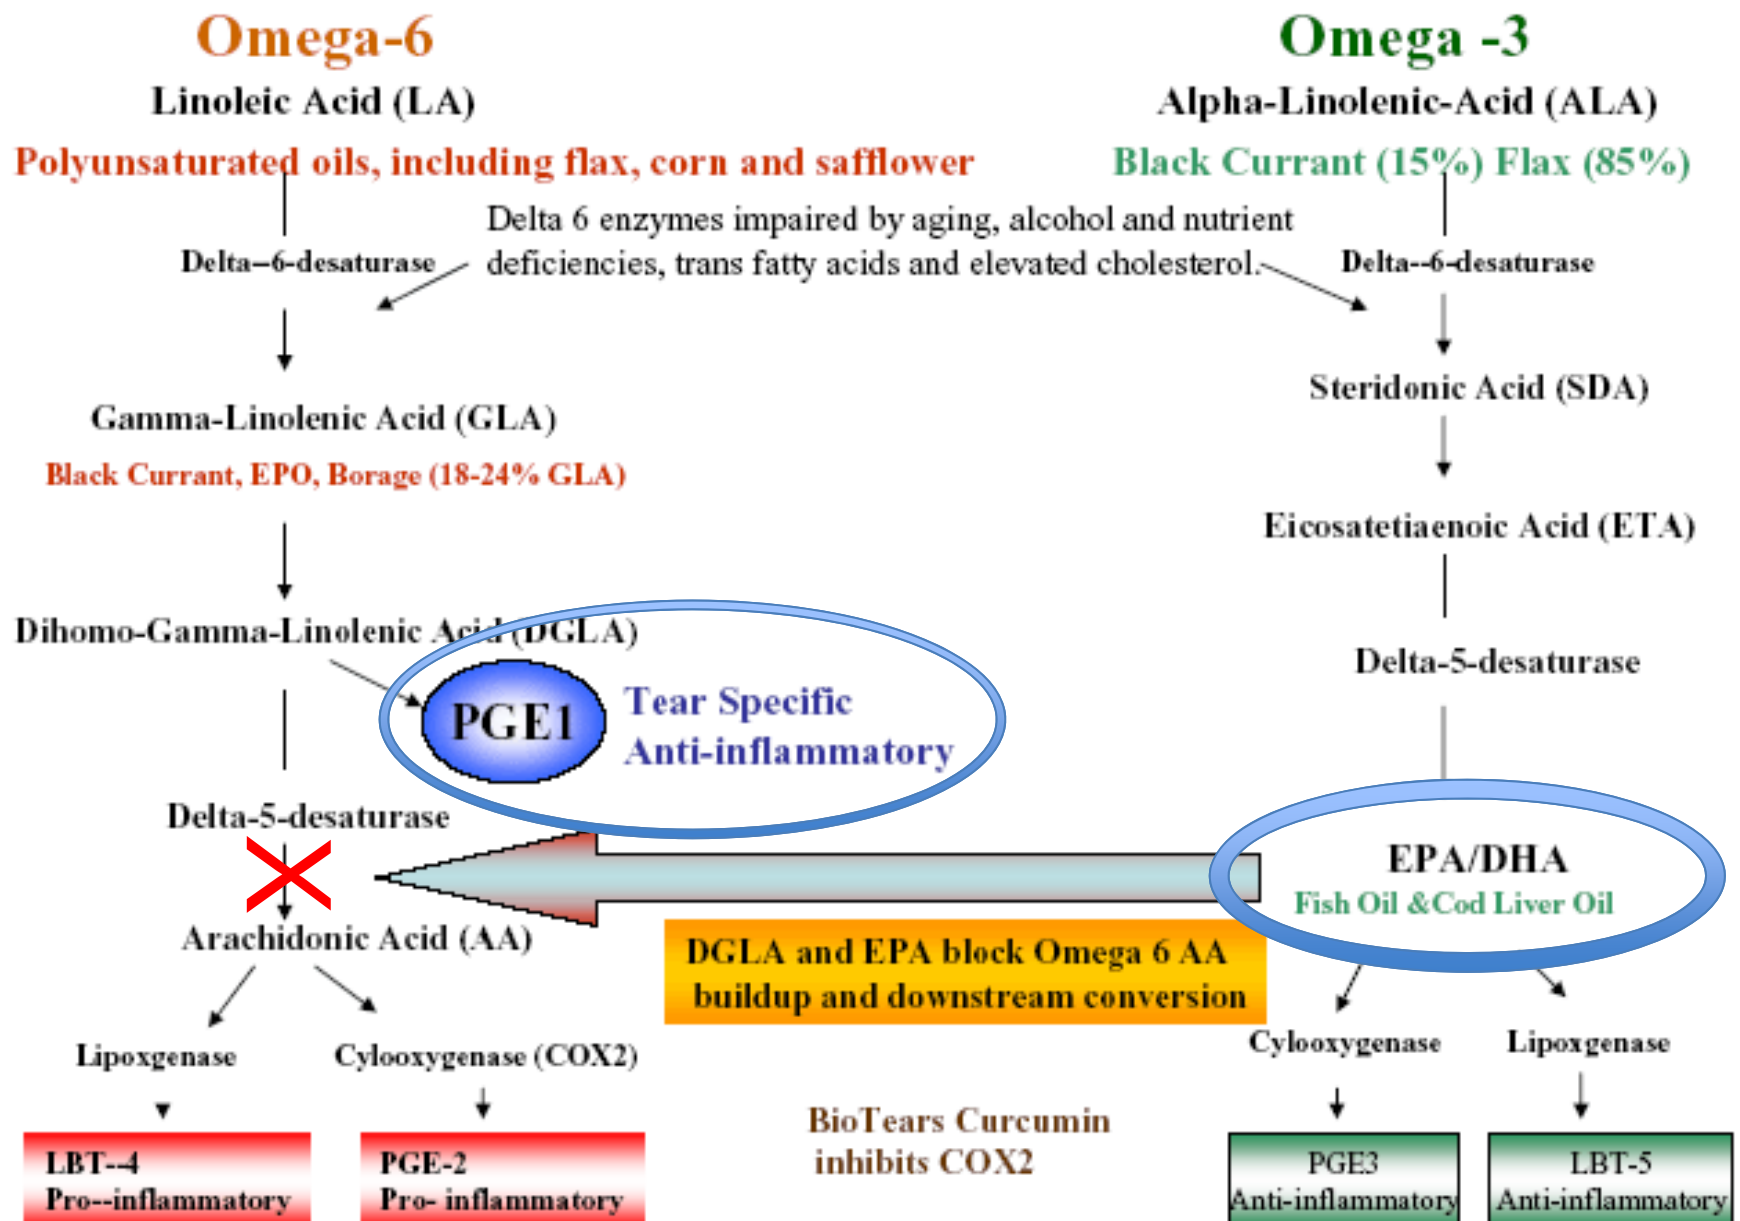 Omega-6
Linoleic Acid (LA)
Polyunsaturated oils, including flax, corn and safflower
Omega -3
Alpha-Linolenic-Acid (ALA)
Black Currant (15%) Flax (85%)
Delta 6 enzymes impaired by aging, alcohol and nutrient
deficiencies, trans fatty acids and elevated cholesterol.
Delta--6-desaturase
Delta--6-desaturase
Gamma-Linolenic Acid (GLA)
Black Currant, EPO, Borage (18-24% GLA)
Steridonic Acid (SDA)
Eicosatetiaenoic Acid (ETA)
Dihomo-Gamma-Linolenic Acid (DGLA)
PGE1
Tear Specific
Anti-inflammatory
Delta-5-desaturase
Delta-5-desaturase
EPA/DHA
Fish Oil &Cod Liver Oil
Arachidonic Acid (AA)
DGLA and EPA block Omega 6 AA
buildup and downstream conversion
Lipoxgenase
Cylooxygenase (COX2)
Cylooxygenase
Lipoxgenase
LBT--4
Pro--inflammatory
PGE-2
Pro- inflammatory
BioTears Curcumin
inhibits COX2
PGE3
Anti-inflammatory
LBT-5
Anti-inflammatory